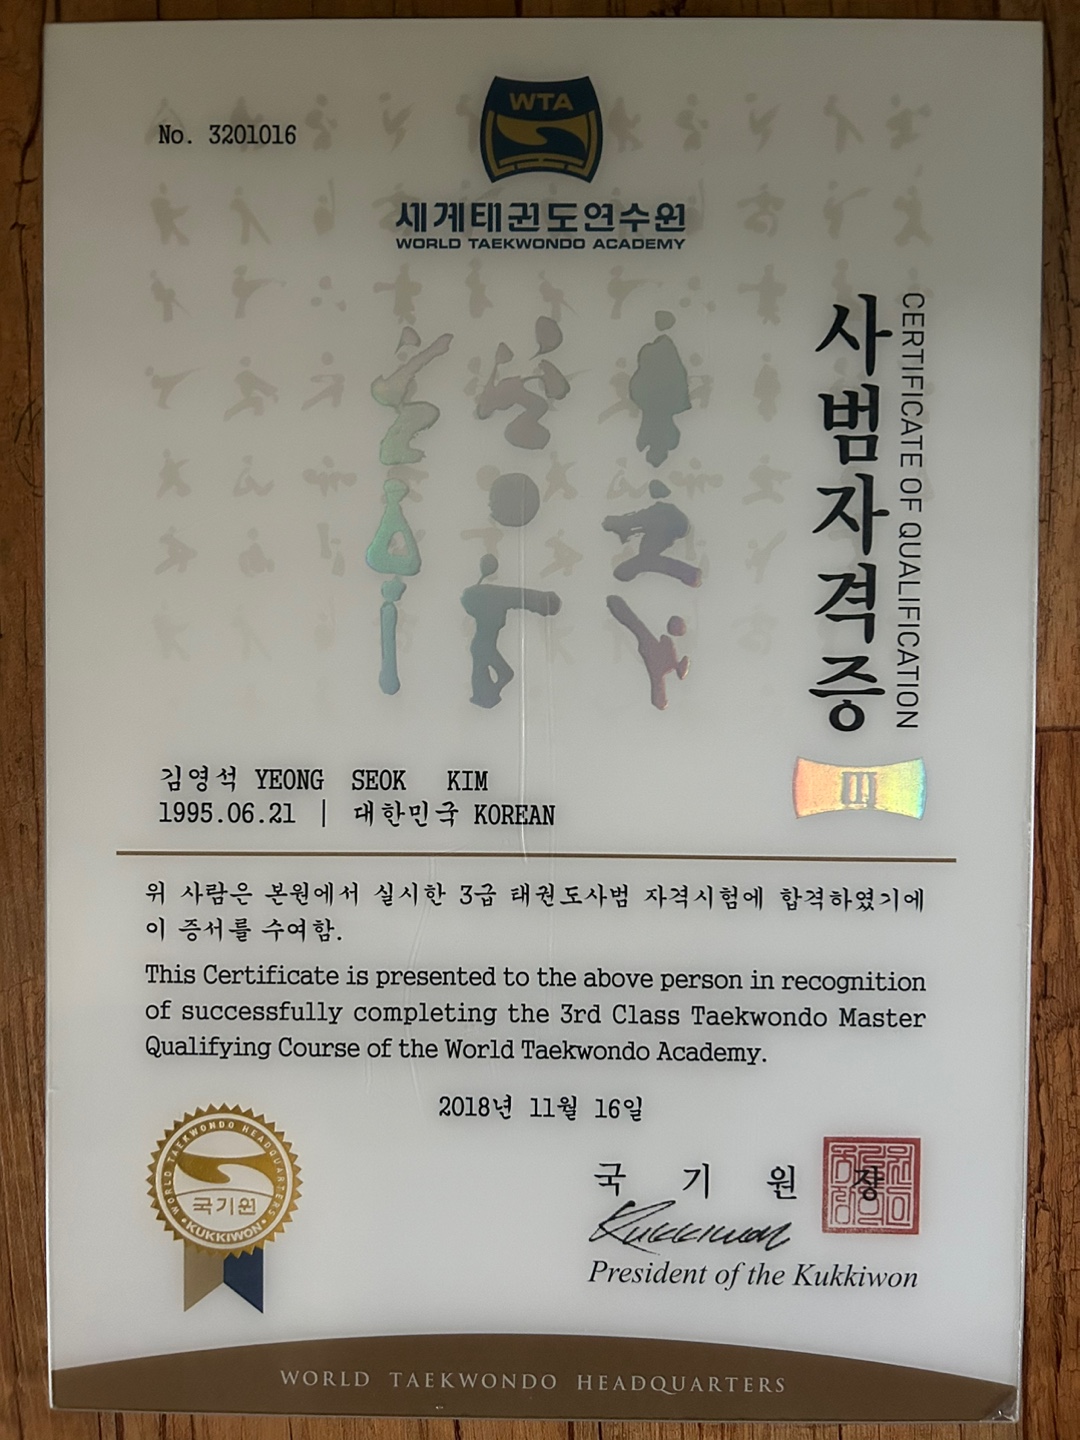 No. 3201016
WTA
세계태권도연수원
WORLD TAEKWONDO ACADEMY
사범자격증
CERTIFICATE OF QUALIFICATION
III
김영석 YEONG SEOK KIM
1995.06.21 | 대한민국 KOREAN
위 사람은 본원에서 실시한 3급 태권도사범 자격시험에 합격하였기에
이 증서를 수여함.
This Certificate is presented to the above person in recognition
of successfully completing the 3rd Class Taekwondo Master
Qualifying Course of the World Taekwondo Academy.
2018년 11월 16일
WORLD TAEKWONDO HEADQUARTERS
국기원
KUKKIWON
국 기 원 장
Kukkiwon
President of the Kukkiwon
WORLD TAEKWONDO HEADQUARTERS